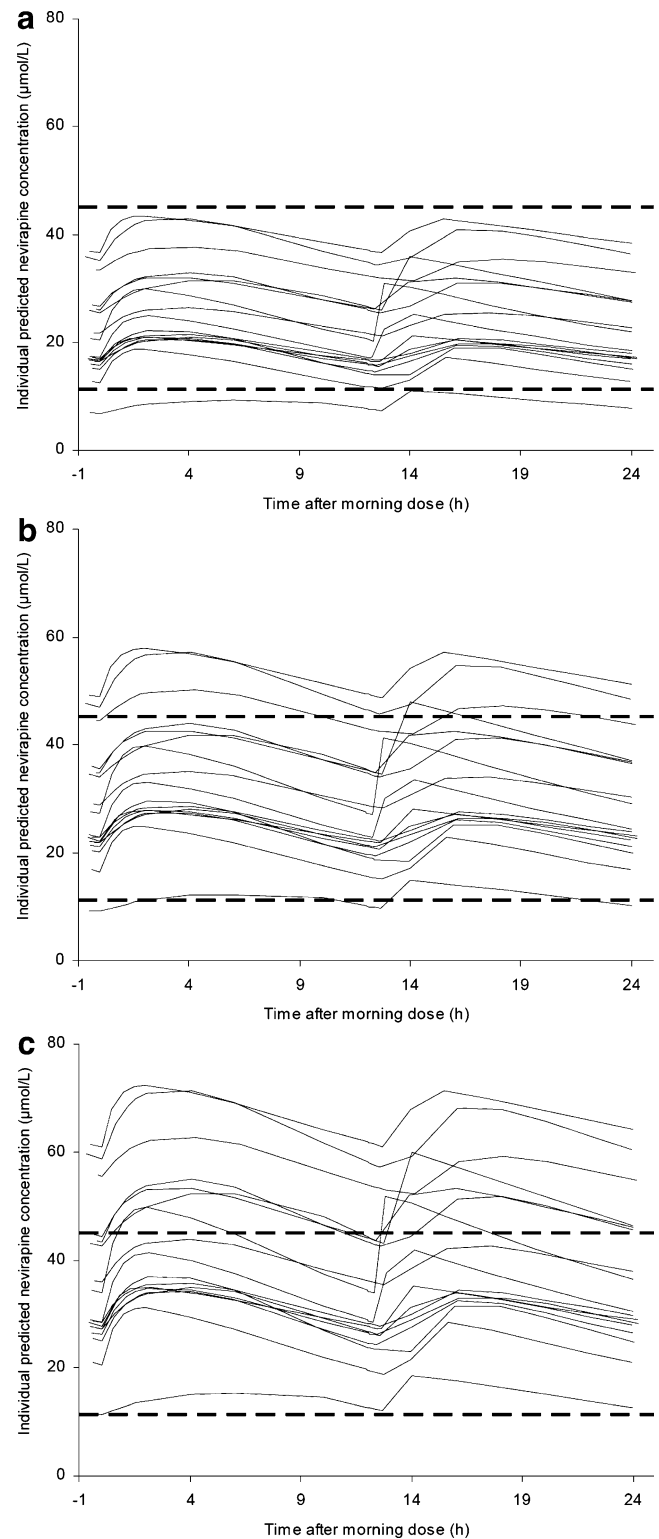 a
Individual predicted nevirapine concentration (µmol/L)
80
60
40
20
0
-1 4 9 14 19 24
Time after morning dose (h)
b
Individual predicted nevirapine concentration (µmol/L)
80
60
40
20
0
-1 4 9 14 19 24
Time after morning dose (h)
c
Individual predicted nevirapine concentration (µmol/L)
80
60
40
20
0
-1 4 9 14 19 24
Time after morning dose (h)